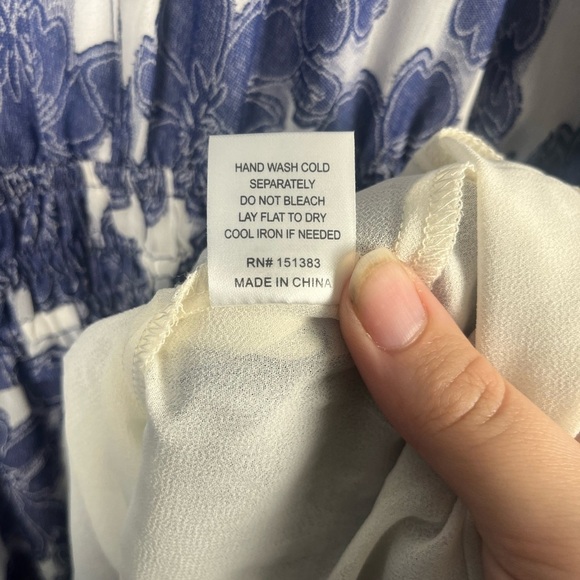 HAND WASH COLD
SEPARATELY
DO NOT BLEACH
LAY FLAT TO DRY
COOL IRON IF NEEDED
RN# 151383
MADE IN CHINA